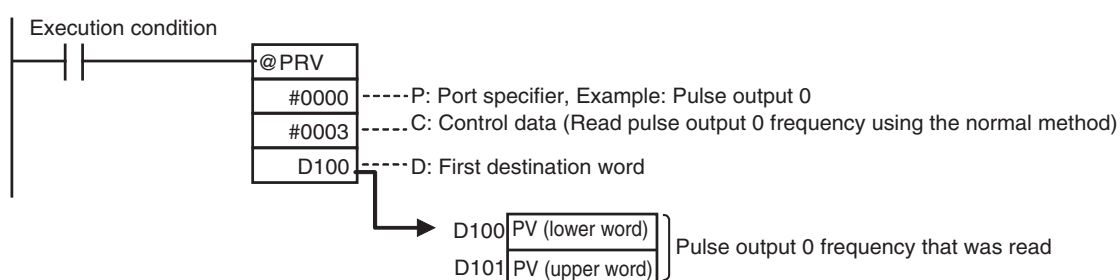 Execution condition
@PRV
#0000 P: Port specifier, Example: Pulse output 0
#0003 C: Control data (Read pulse output 0 frequency using the normal method)
D100 D: First destination word
D100 PV (lower word)
Pulse output 0 frequency that was read
D101 PV (upper word)